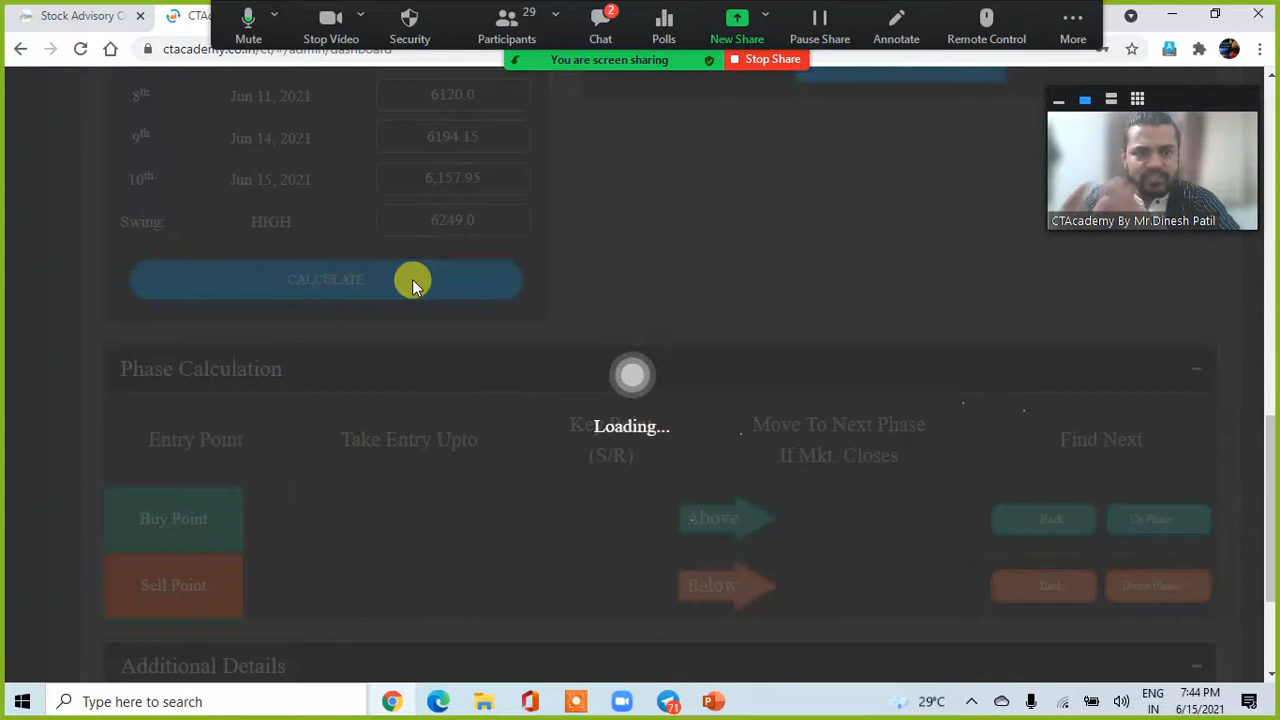 Stock Advisory C
CTAc
29
2
Mute
Stop Video
Security
Participants
Chat
Polls
New Share
Pause Share
Annotate
Remote Control
More
ctacademy.co.in/ct/#/admin/dashboard
You are screen sharing
Stop Share
8th Jun 11, 2021 6120.0
9th Jun 14, 2021 6194.15
10th Jun 15, 2021 6,157.95
Swing: HIGH 6249.0
CTAcademy By Mr.Dinesh Patil
CALCULATE
Phase Calculation
Loading...
Entry Point
Take Entry Upto
(S/R)
Move To Next Phase
If Mkt. Closes
Find Next
Buy Point
Above
Back
Up Phase
Sell Point
Below
Back
Down Phase
Additional Details
Type here to search
71
29°C
ENG
IN
7:44 PM
6/15/2021